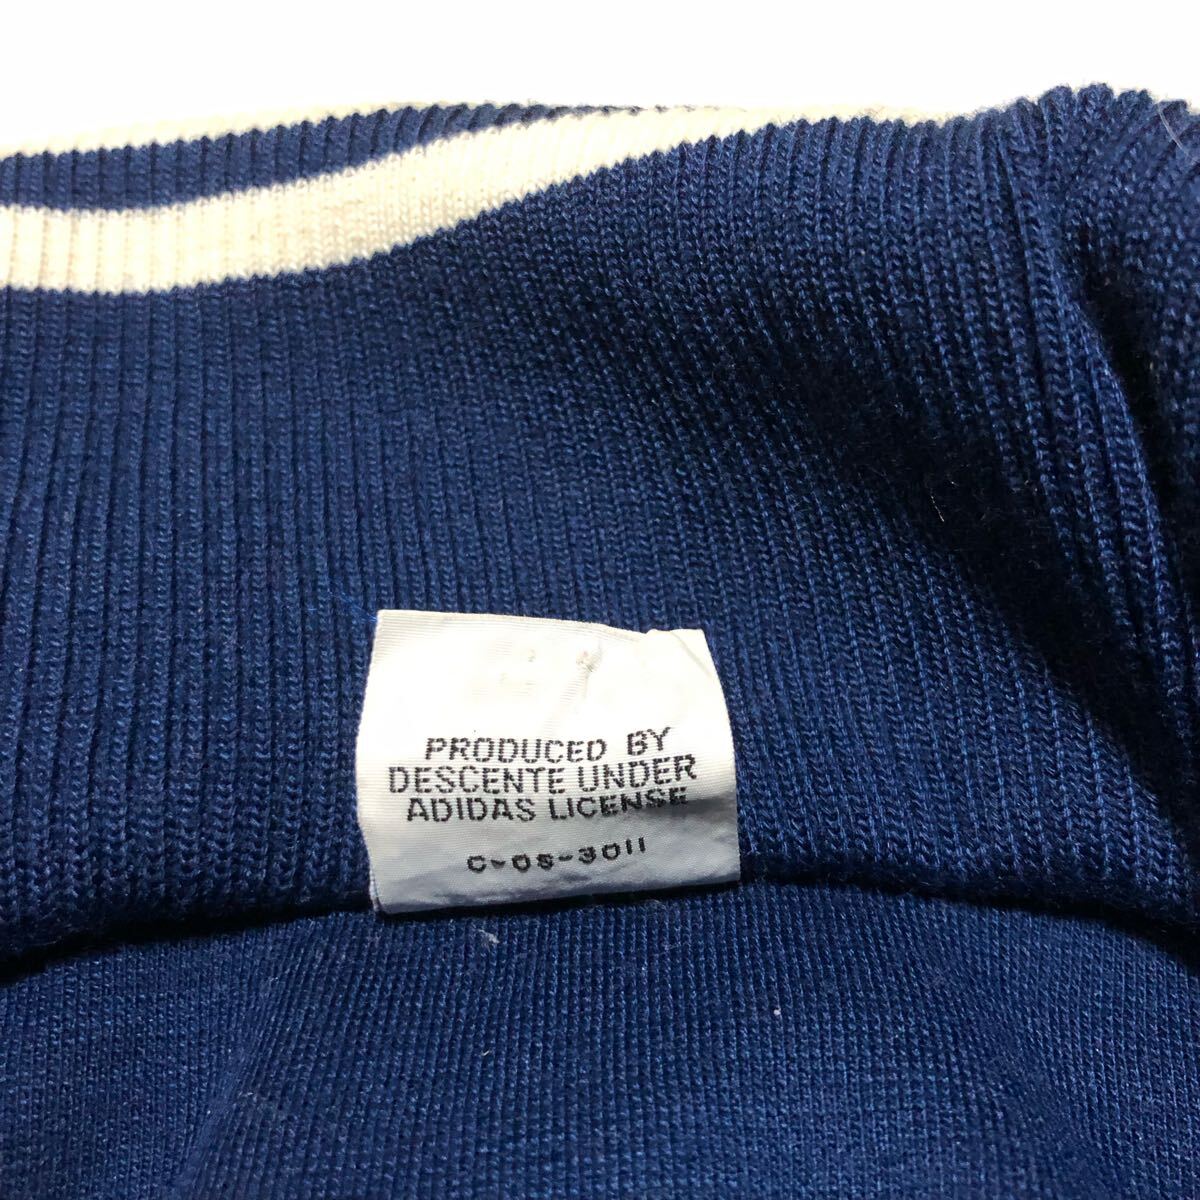 PRODUCED BY
DESCENTE UNDER
ADIDAS LICENSE
C-OS-3011